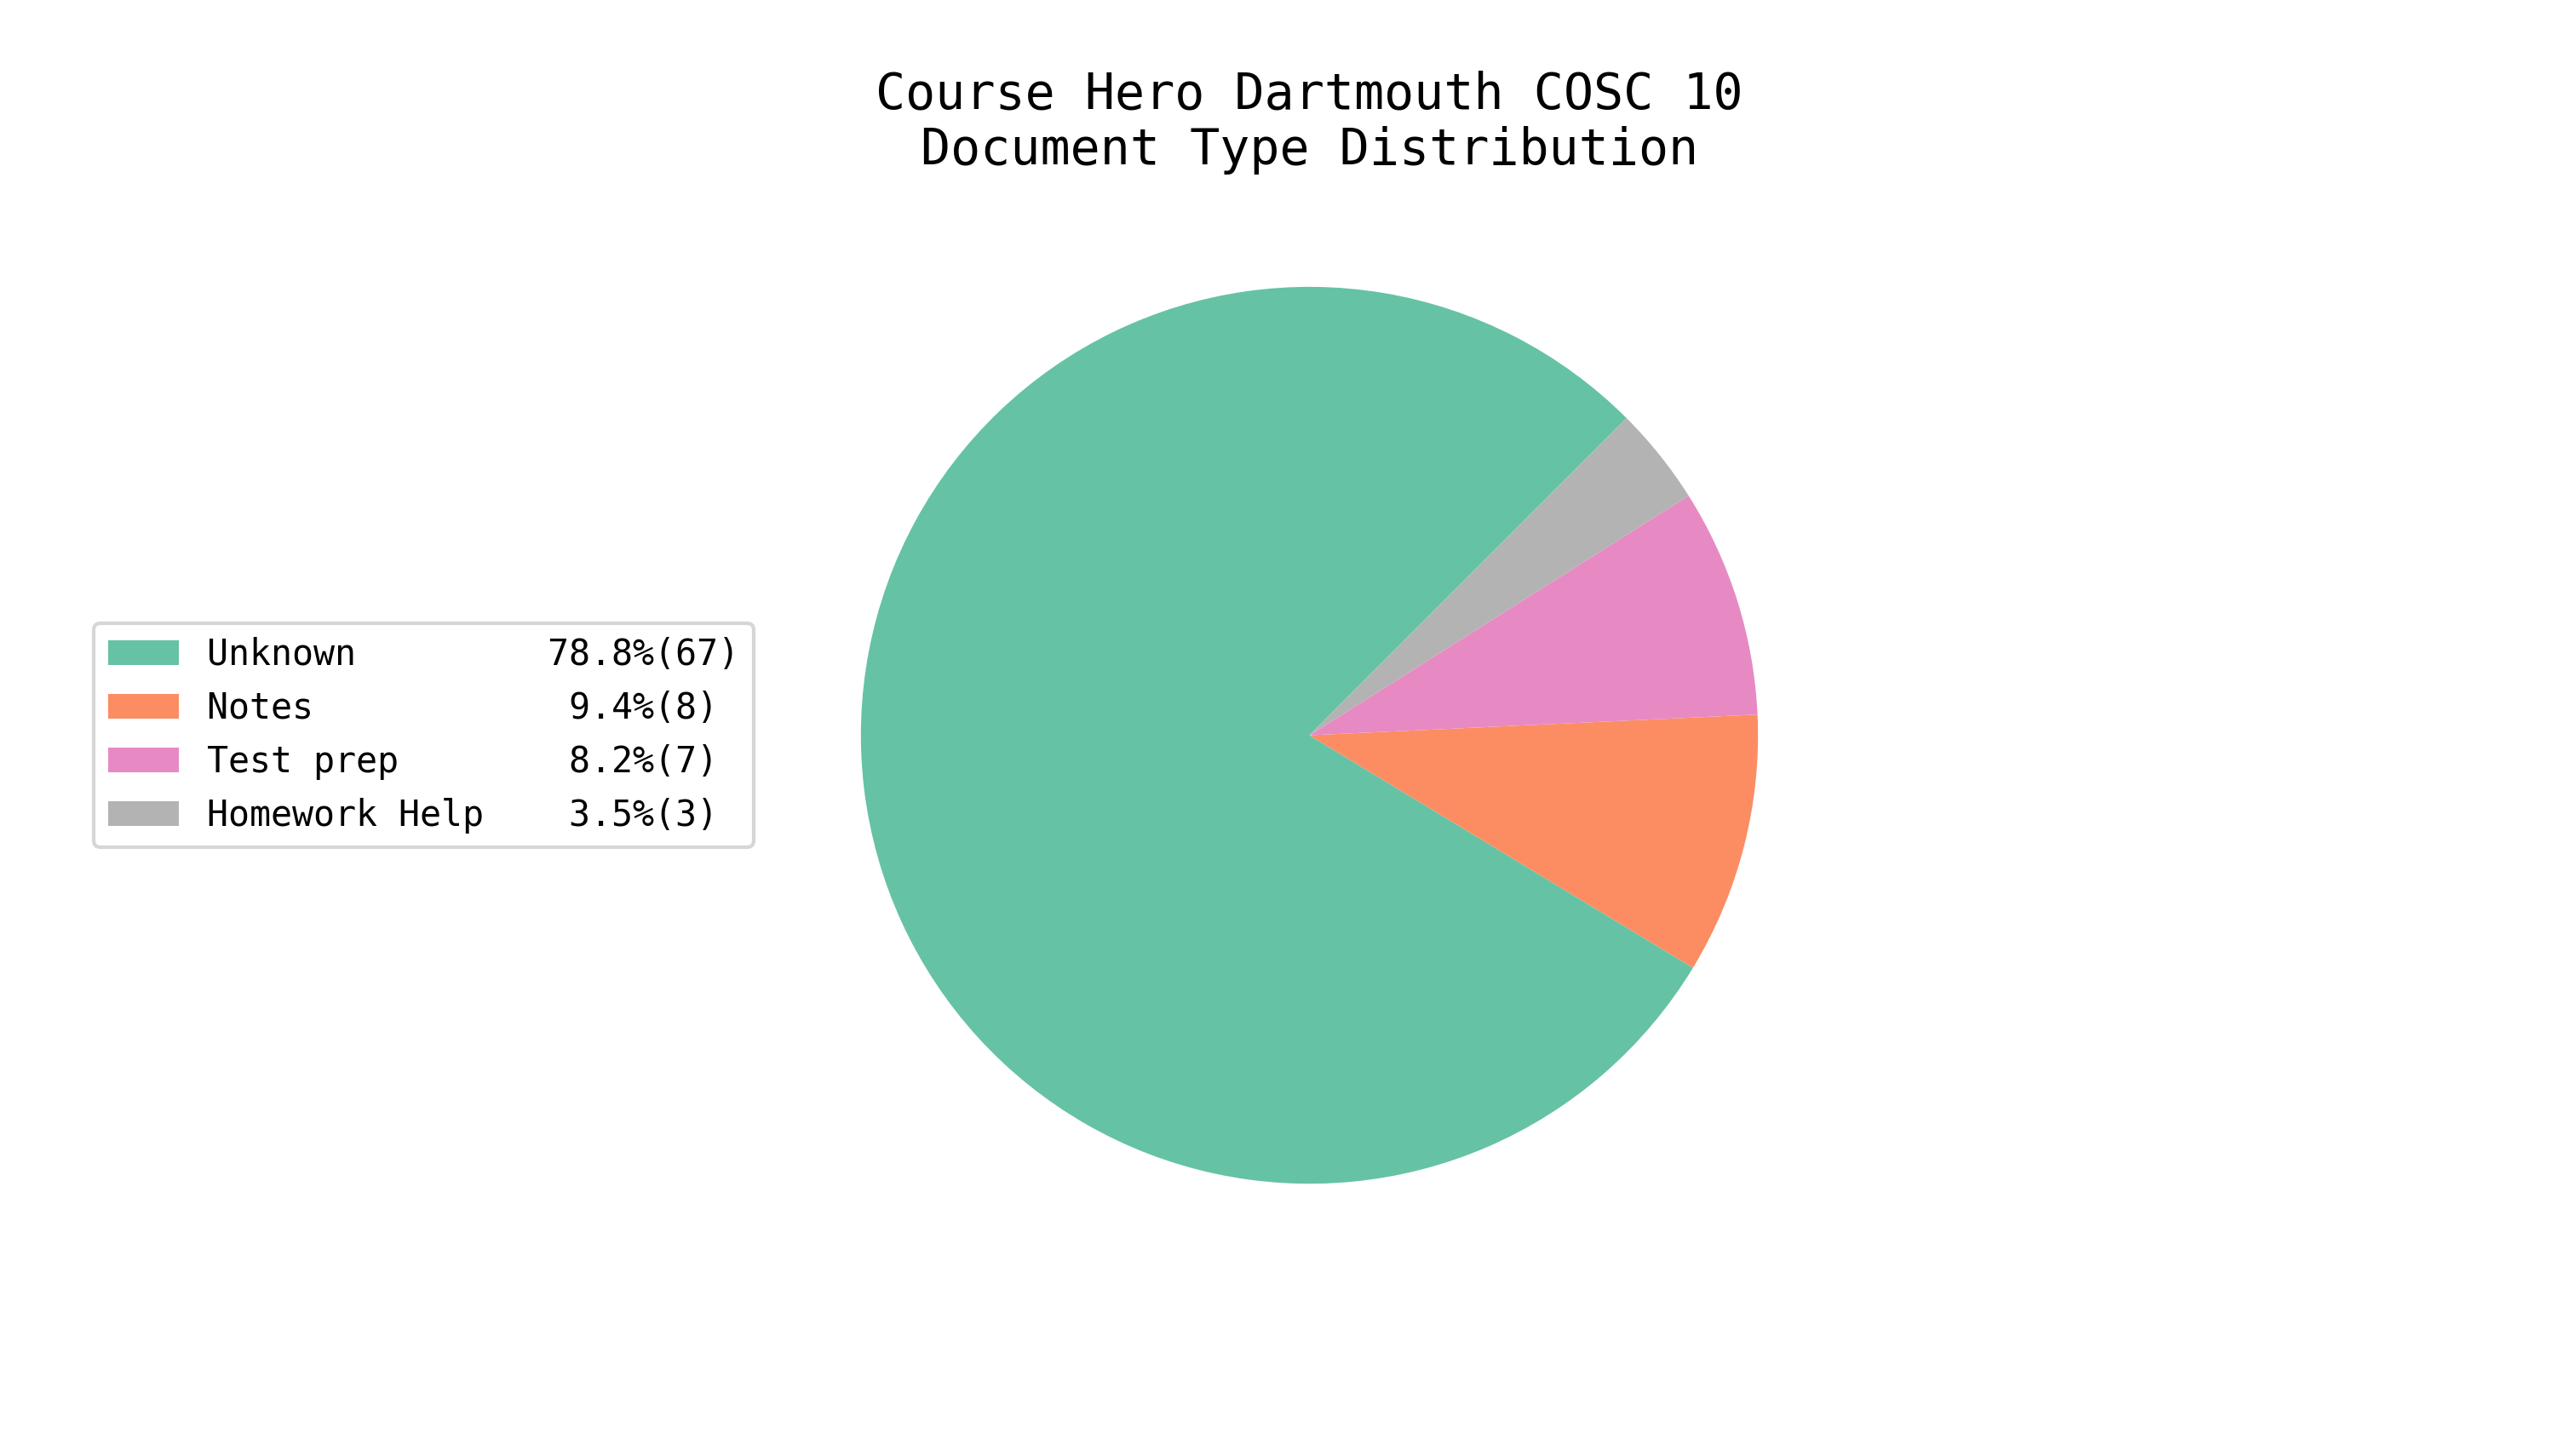 Course Hero Dartmouth COSC 10
Document Type Distribution
Unknown 78.8%(67)
Notes 9.4%(8)
Test prep 8.2%(7)
Homework Help 3.5%(3)